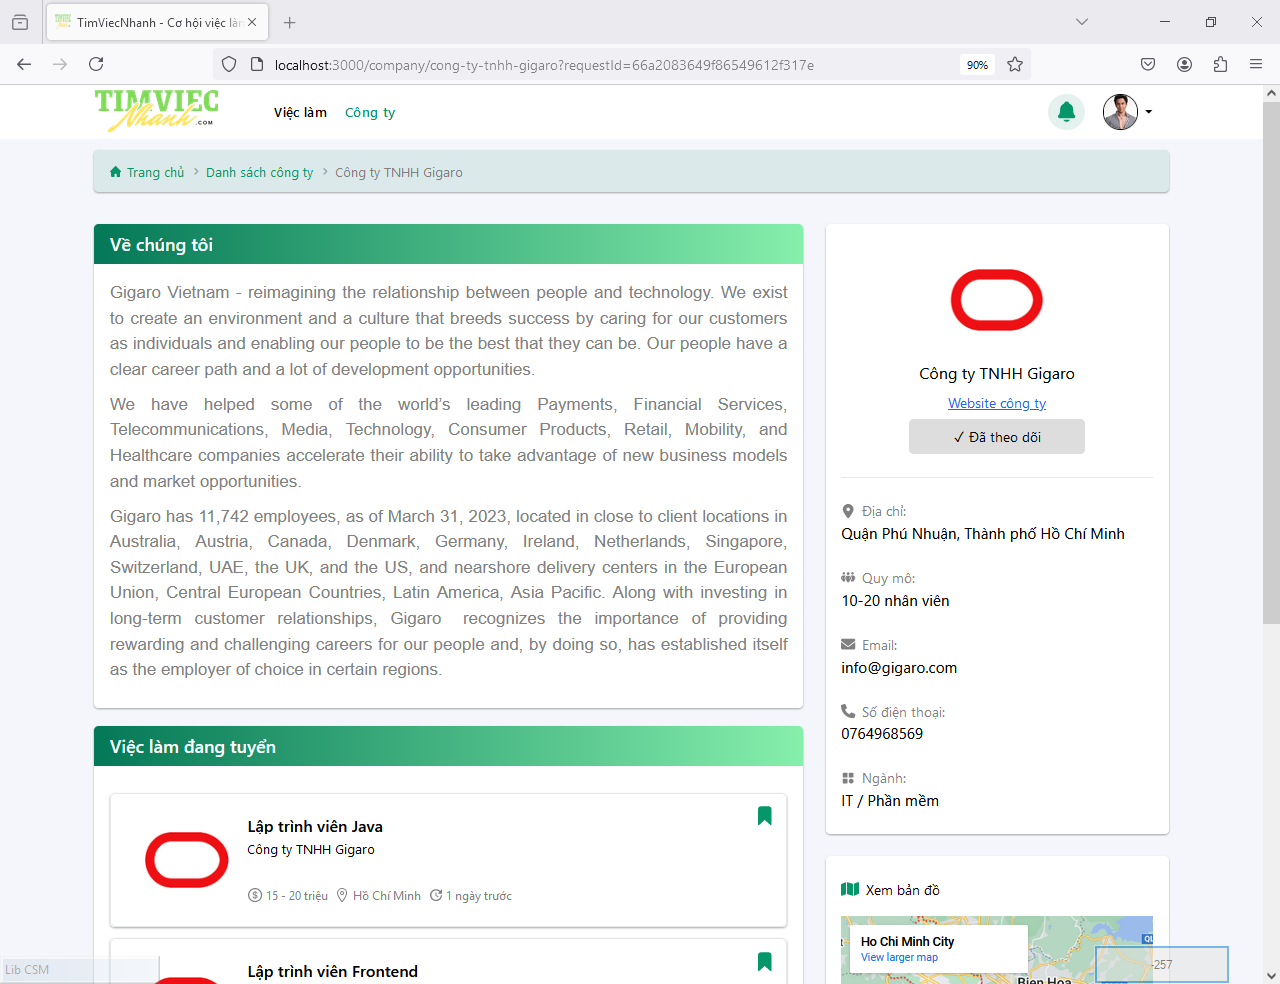 TimViecNhanh - Cơ hội việc làn
localhost:3000/company/cong-ty-tnhh-gigaro?requestId=66a2083649f86549612f317e
90%
TIMVIEC
Nhanh
.COM
Việc làm
Công ty
Trang chủ
Danh sách công ty
Công ty TNHH Gigaro
Về chúng tôi
Gigaro Vietnam - reimagining the relationship between people and technology. We exist
to create an environment and a culture that breeds success by caring for our customers
as individuals and enabling our people to be the best that they can be. Our people have a
clear career path and a lot of development opportunities.
We have helped some of the world’s leading Payments, Financial Services,
Telecommunications, Media, Technology, Consumer Products, Retail, Mobility, and
Healthcare companies accelerate their ability to take advantage of new business models
and market opportunities.
Gigaro has 11,742 employees, as of March 31, 2023, located in close to client locations in
Australia, Austria, Canada, Denmark, Germany, Ireland, Netherlands, Singapore,
Switzerland, UAE, the UK, and the US, and nearshore delivery centers in the European
Union, Central European Countries, Latin America, Asia Pacific. Along with investing in
long-term customer relationships, Gigaro recognizes the importance of providing
rewarding and challenging careers for our people and, by doing so, has established itself
as the employer of choice in certain regions.
Việc làm đang tuyển
Lập trình viên Java
Công ty TNHH Gigaro
15 - 20 triệu
Hồ Chí Minh
1 ngày trước
Lập trình viên Frontend
Công ty TNHH Gigaro
Website công ty
✓ Đã theo dõi
Địa chỉ:
Quận Phú Nhuận, Thành phố Hồ Chí Minh
Quy mô:
10-20 nhân viên
Email:
info@gigaro.com
Số điện thoại:
0764968569
Ngành:
IT / Phần mềm
Xem bản đồ
Ho Chi Minh City
View larger map
Bien Hoa
QL
-257
Lib CSM